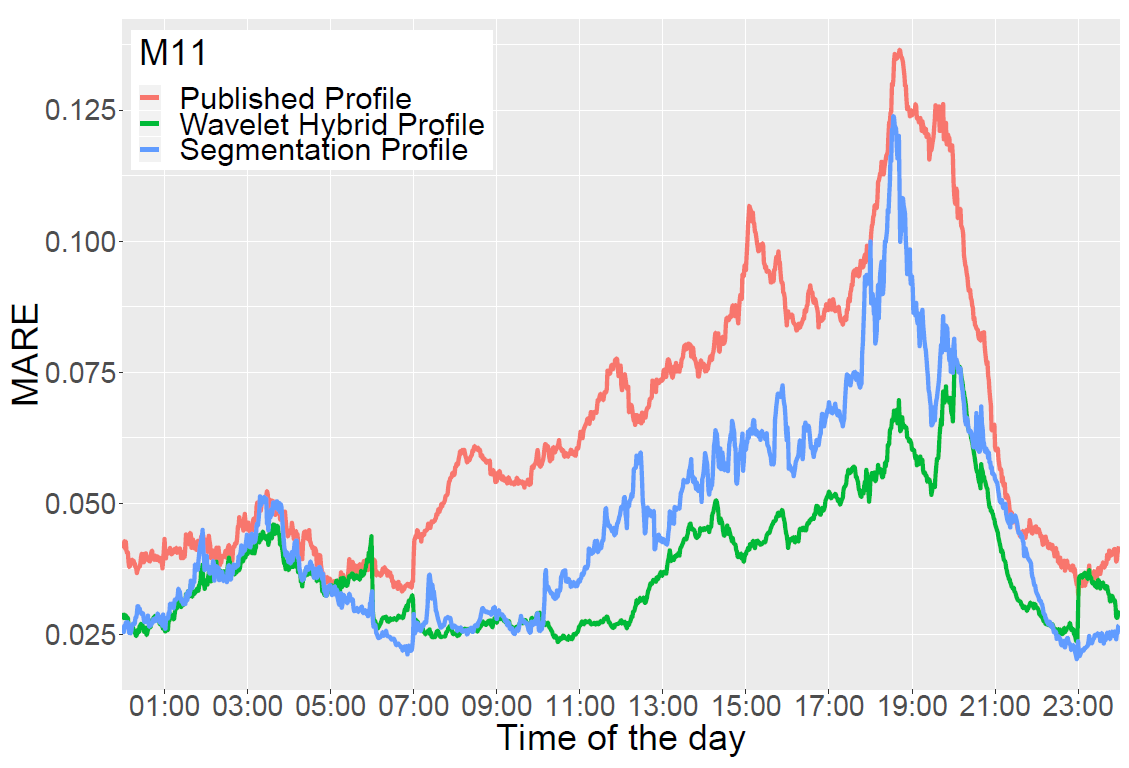 M11
Published Profile
Wavelet Hybrid Profile
Segmentation Profile
0.125
0.100
0.075
0.050
0.025
MARE
01:00 03:00 05:00 07:00 09:00 11:00 13:00 15:00 17:00 19:00 21:00 23:00
Time of the day